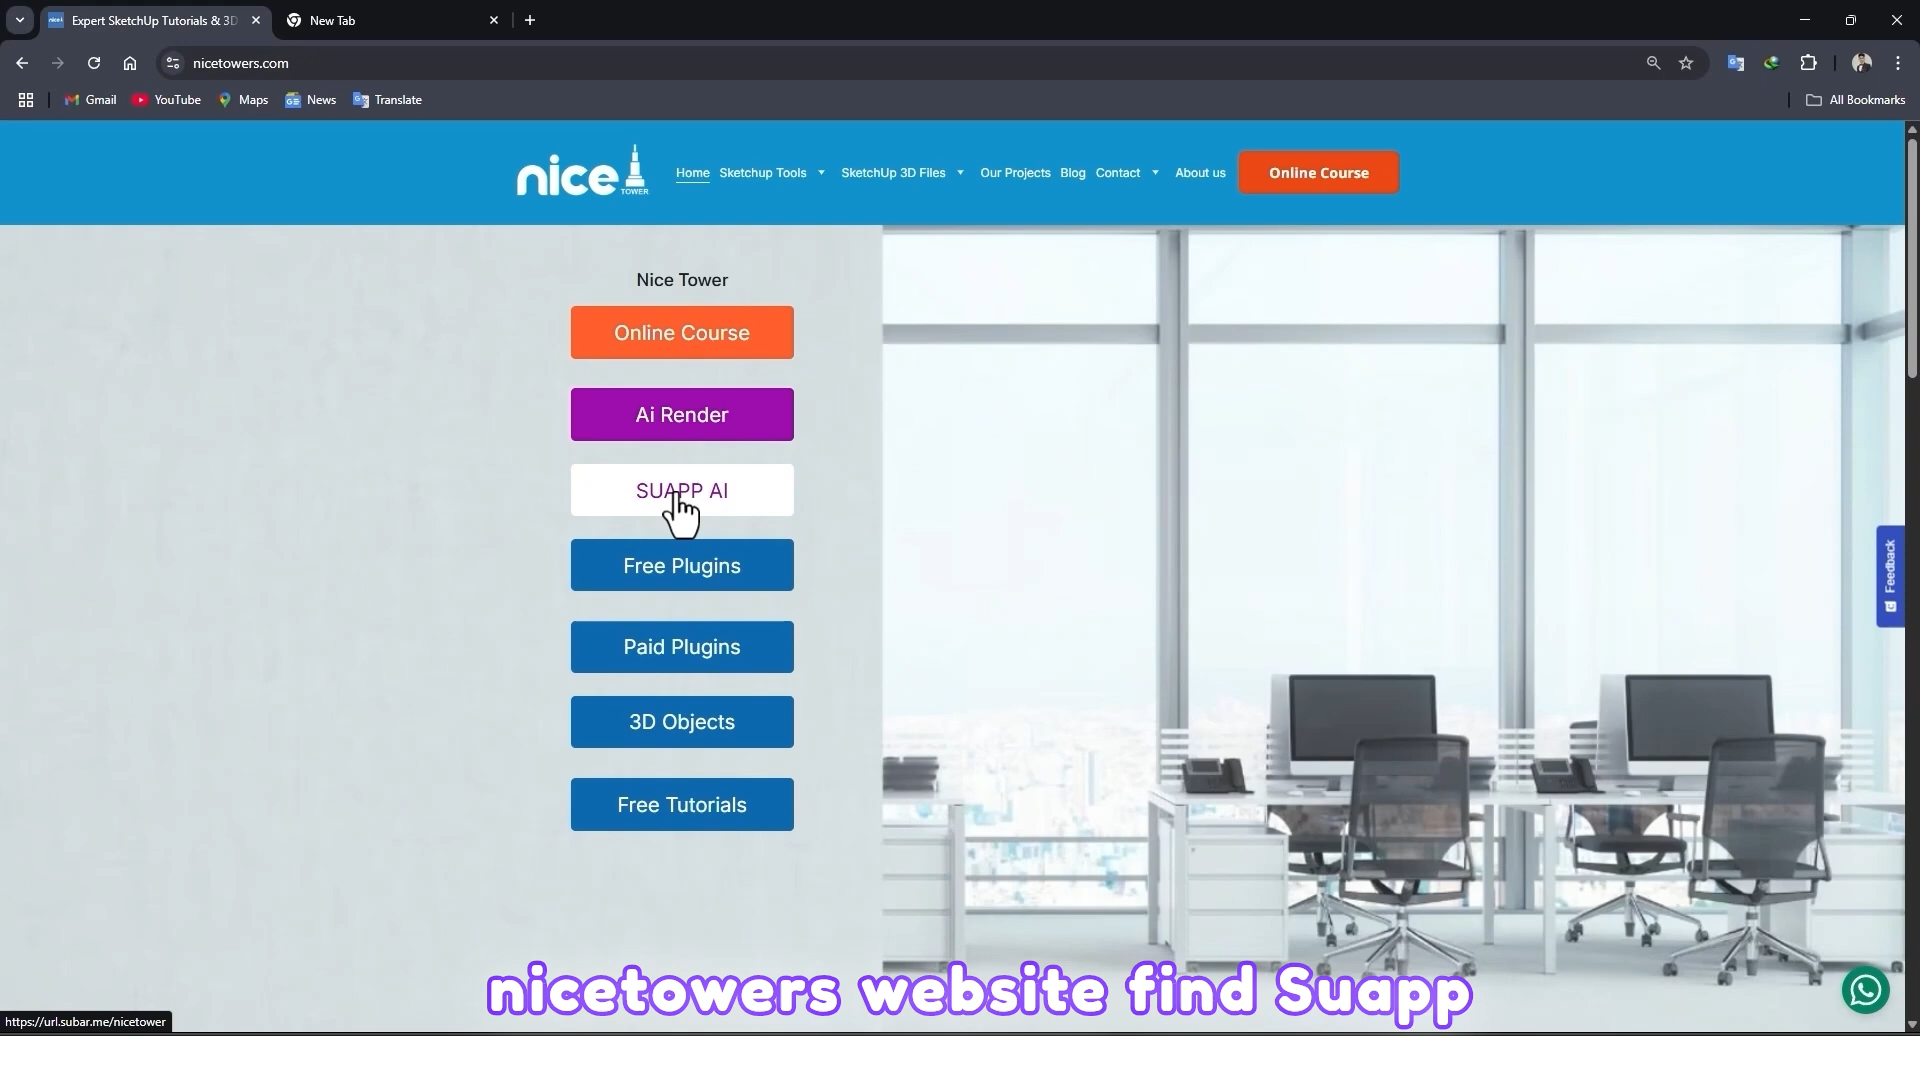 Expert SketchUp Tutorials & 3D
New Tab
nicetowers.com
Gmail
YouTube
Maps
News
Translate
All Bookmarks
nice TOWER
Home
Sketchup Tools
SketchUp 3D Files
Our Projects
Blog
Contact
About us
Online Course
Nice Tower
Online Course
Ai Render
SUAPP AI
Free Plugins
Paid Plugins
3D Objects
Free Tutorials
Feedback
nicetowers website find Suapp
https://url.subar.me/nicetower